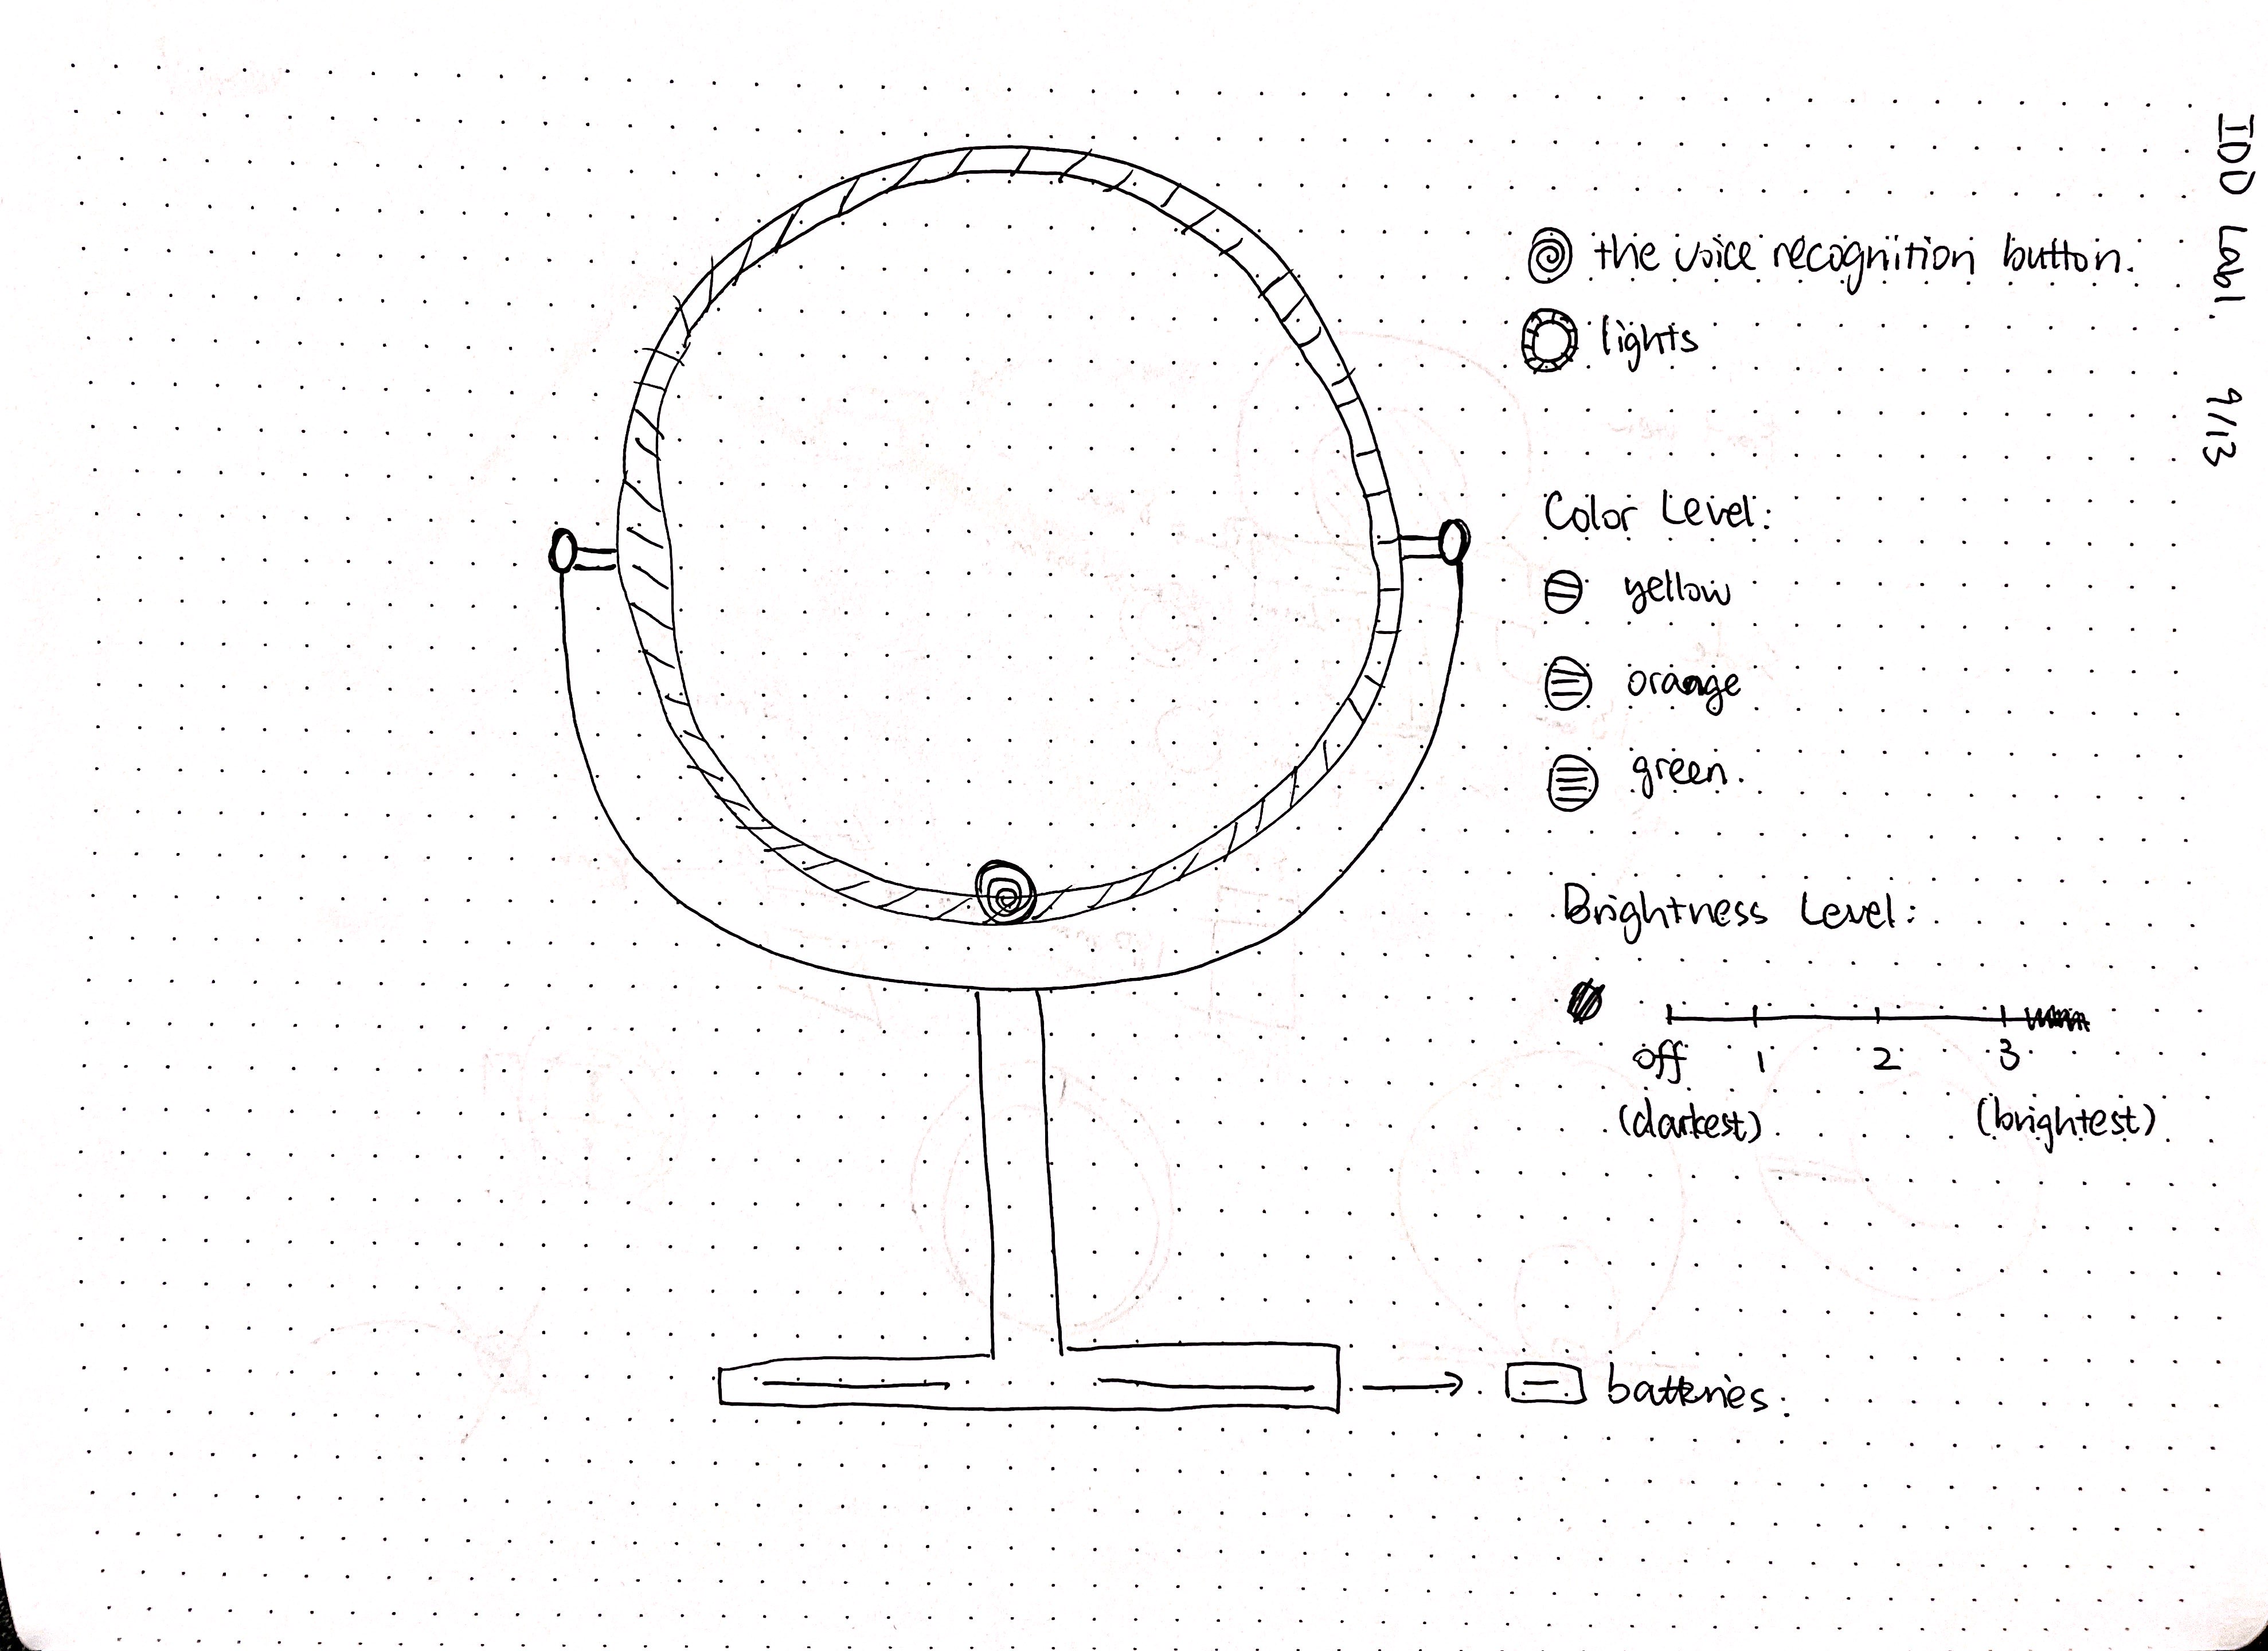 IDD Lab1. 9/13
the voice recognition button.
lights
Color Level:
yellow
orange
green.
Brightness Level:
off 1 2 3
(darkest) (brightest)
batteries.